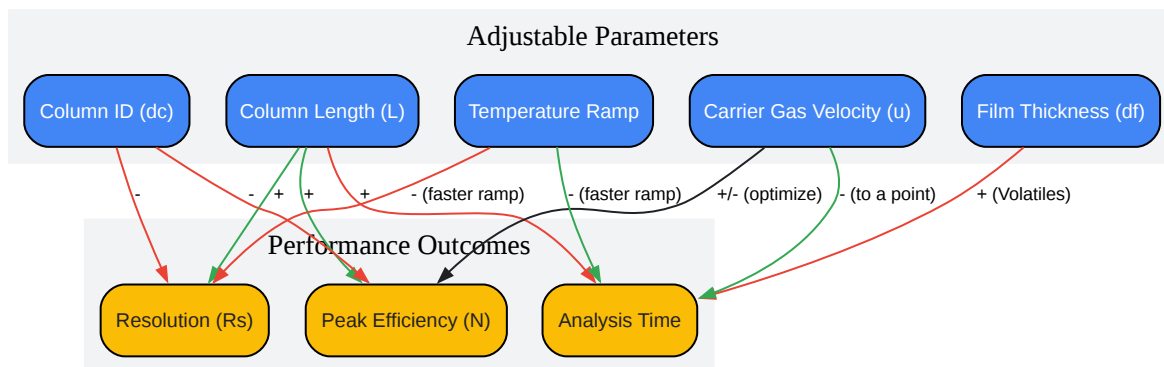 Adjustable Parameters
Column ID (dc)
Column Length (L)
Temperature Ramp
Carrier Gas Velocity (u)
Film Thickness (df)
-
-
+
+
+
- (faster ramp)
- (faster ramp)
+/- (optimize)
- (to a point)
+ (Volatiles)
Performance Outcomes
Resolution (Rs)
Peak Efficiency (N)
Analysis Time